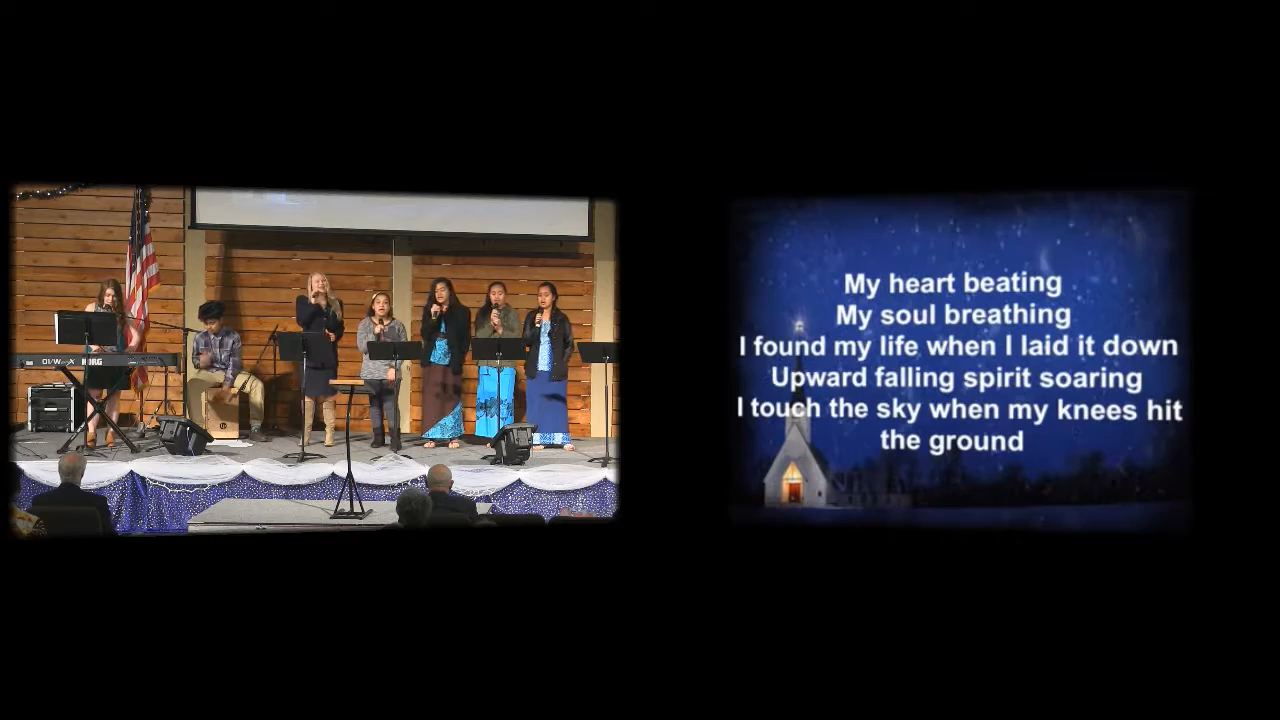 KORG
My heart beating
My soul breathing
I found my life when I laid it down
Upward falling spirit soaring
I touch the sky when my knees hit
the ground